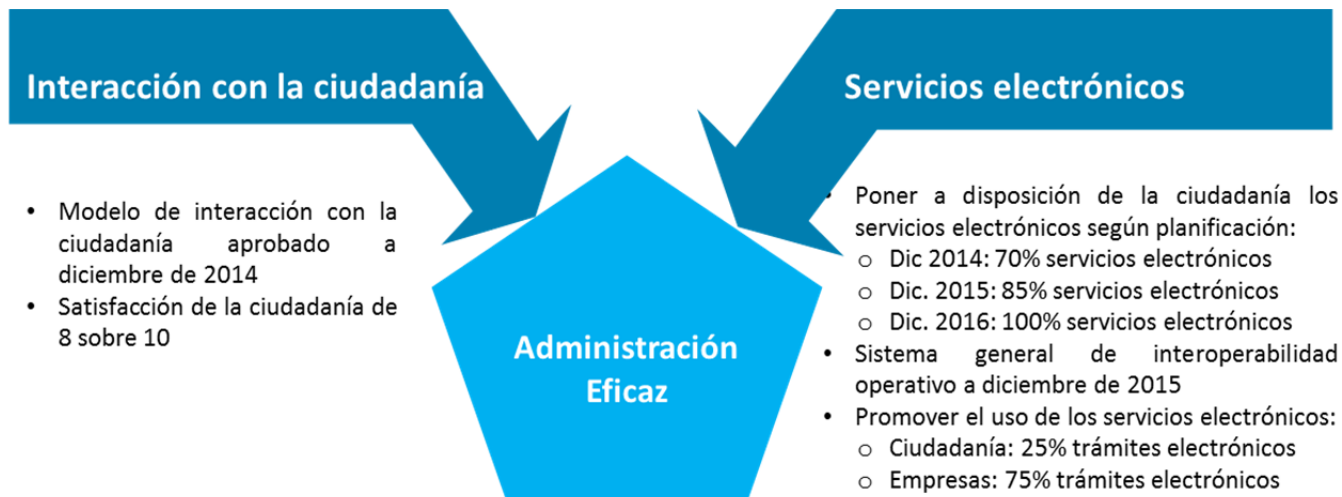 Interacción con la ciudadanía
• Modelo de interacción con la
ciudadanía aprobado a
diciembre de 2014
• Satisfacción de la ciudadanía de
8 sobre 10
Administración
Eficaz
Servicios electrónicos
• Poner a disposición de la ciudadanía los
servicios electrónicos según planificación:
o Dic 2014: 70% servicios electrónicos
o Dic. 2015: 85% servicios electrónicos
o Dic. 2016: 100% servicios electrónicos
• Sistema general de interoperabilidad
operativo a diciembre de 2015
• Promover el uso de los servicios electrónicos:
o Ciudadanía: 25% trámites electrónicos
o Empresas: 75% trámites electrónicos